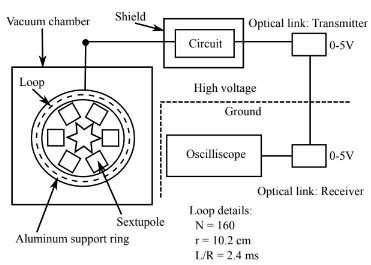 Vacuum chamber
Shield
Optical link: Transmitter
Circuit
0-5V
Loop
High voltage
Ground
Oscilliscope
0-5V
Optical link: Receiver
Sextupole
Aluminum support ring
Loop details:
N = 160
r = 10.2 cm
L/R = 2.4 ms